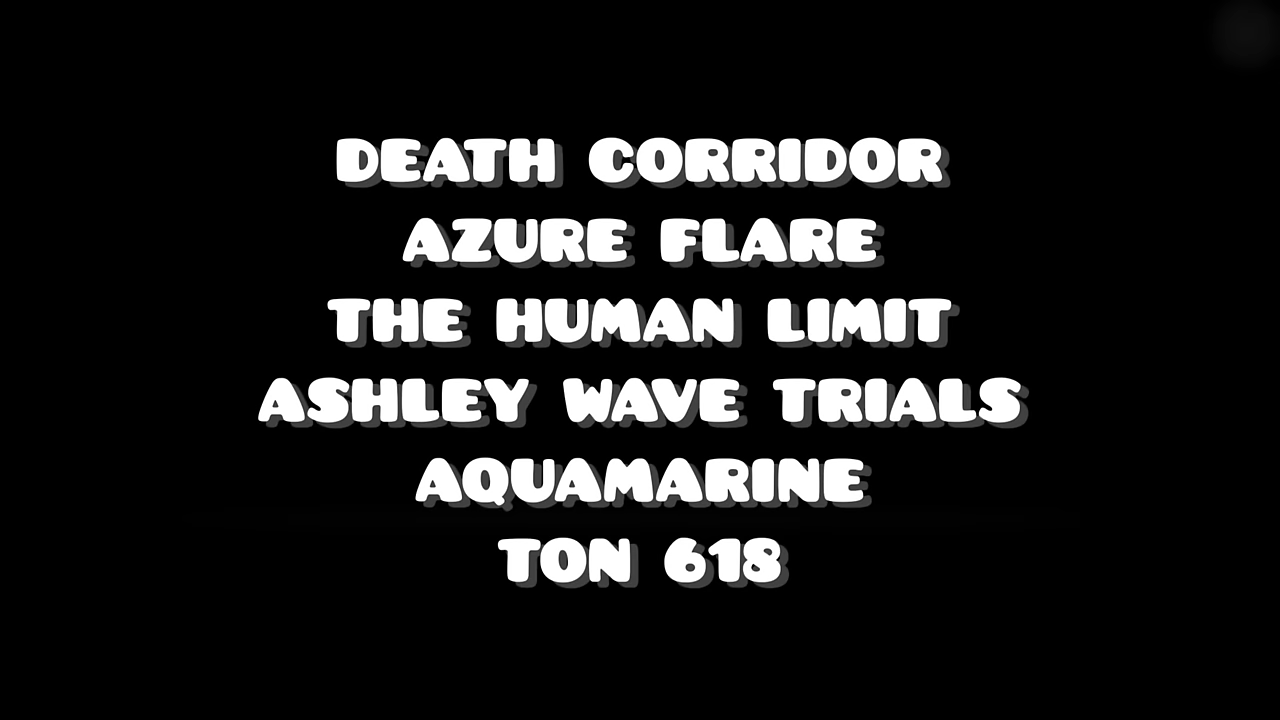 DEATH CORRIDOR
AZURE FLARE
THE HUMAN LIMIT
ASHLEY WAVE TRIALS
AQUAMARINE
TON 618